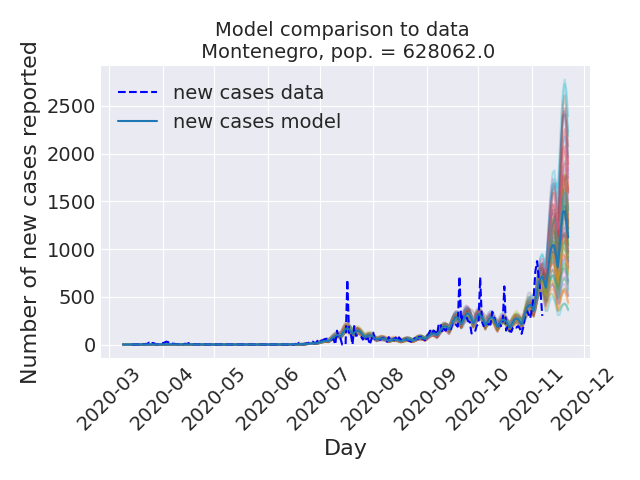 Model comparison to data
Montenegro, pop. = 628062.0
new cases data
new cases model
Number of new cases reported
2500
2000
1500
1000
500
0
2020-03
2020-04
2020-05
2020-06
2020-07
2020-08
2020-09
2020-10
2020-11
2020-12
Day